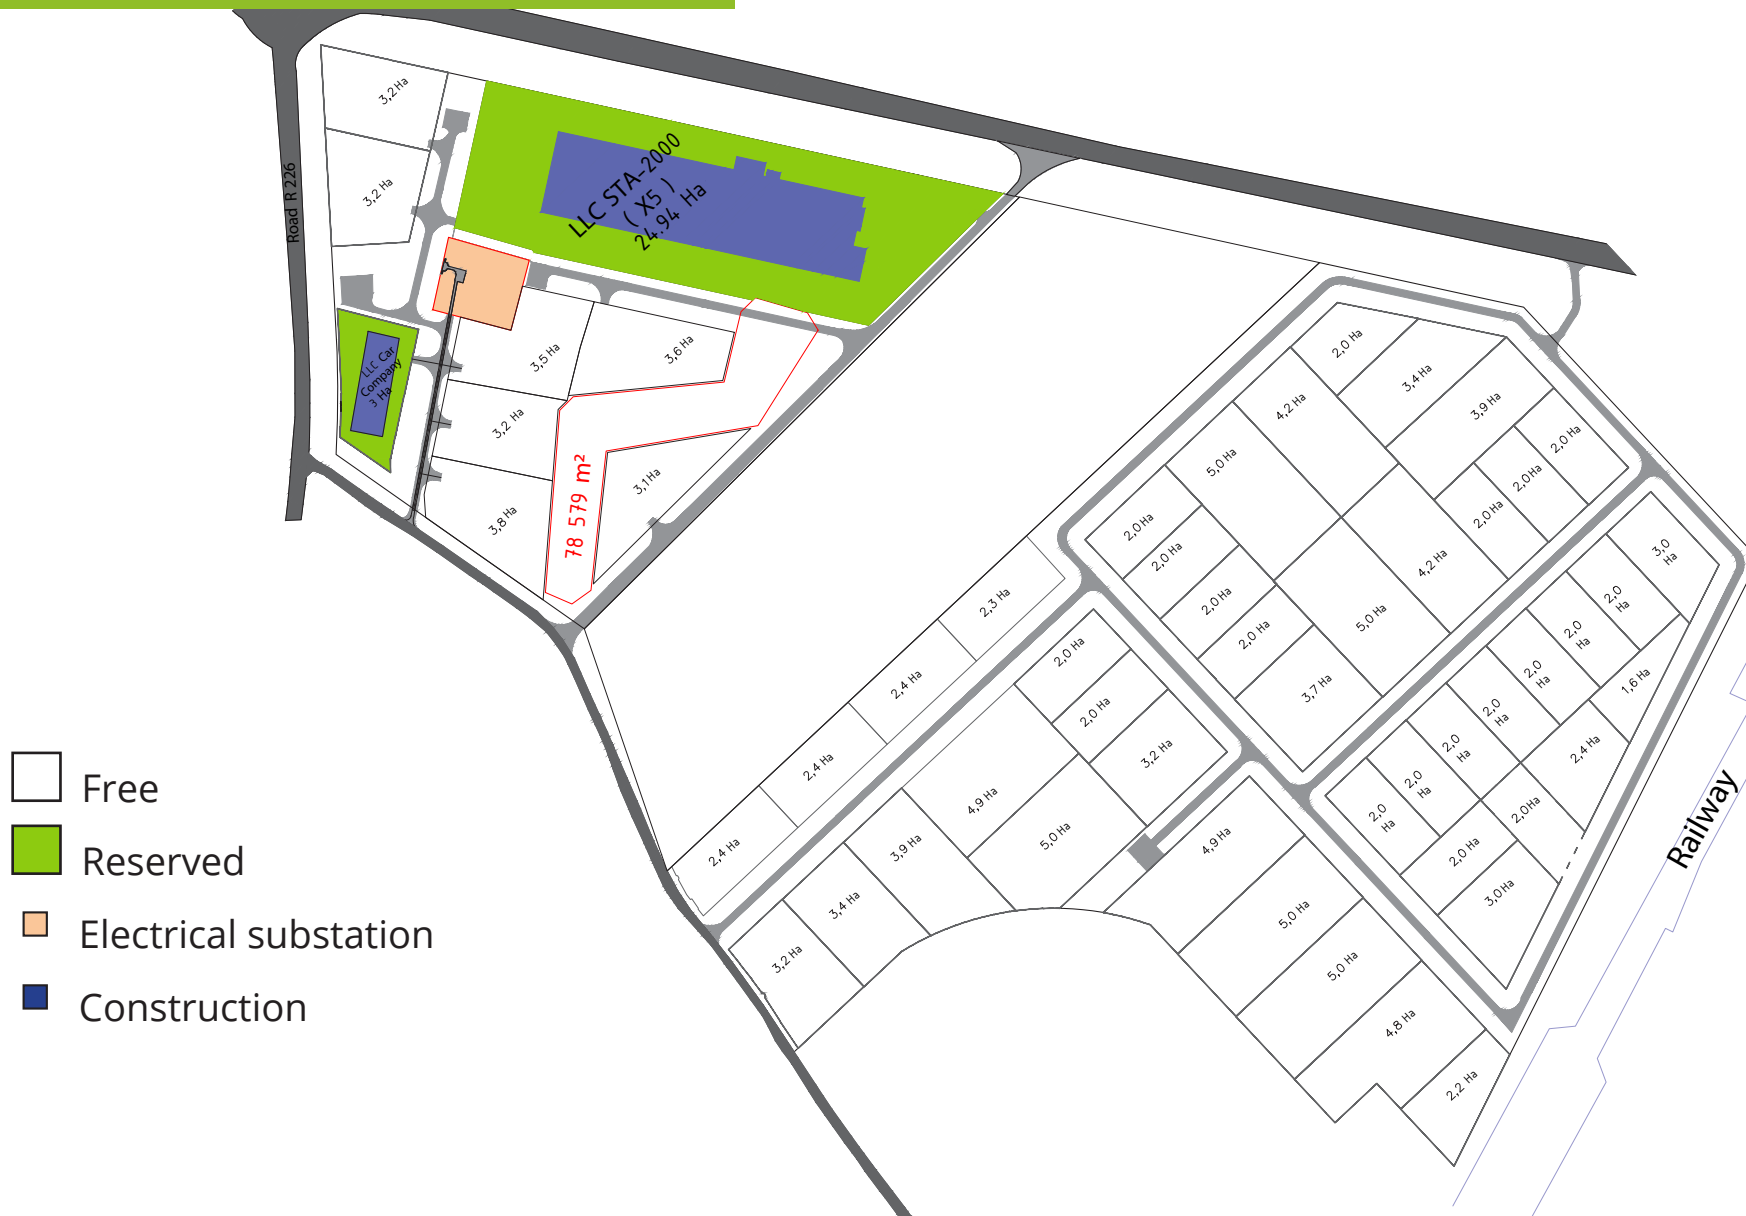 3,2 Ha
3,2 Ha
Road R 226
LLC STA-2000
( X5 )
24.94 Ha
LLC Car
Company
3 Ha
3,5 Ha
3,6 Ha
3,2 Ha
3,1Ha
3,8 Ha
78 579 m²
2,0 Ha
3,4 Ha
4,2 Ha
3,9 Ha
5,0 Ha
2,0 Ha
2,0 Ha
2,0 Ha
2,0 Ha
2,0 Ha
4,2 Ha
2,0 Ha
5,0 Ha
2,0 Ha
3,7 Ha
3,0
Ha
2,0
Ha
2,0
Ha
2,0
Ha
1,6 Ha
2,0
Ha
2,0
Ha
2,4 Ha
2,0
Ha
2,0
Ha
2,0Ha
2,0 Ha
3,0Ha
2,3 Ha
2,4 Ha
2,4 Ha
2,4 Ha
2,0 Ha
2,0 Ha
3,2 Ha
4,9 Ha
5,0 Ha
3,9 Ha
3,4 Ha
3,2 Ha
4,9 Ha
5,0 Ha
5,0 Ha
4,8 Ha
2,2 Ha
Railway
Free
Reserved
Electrical substation
Construction